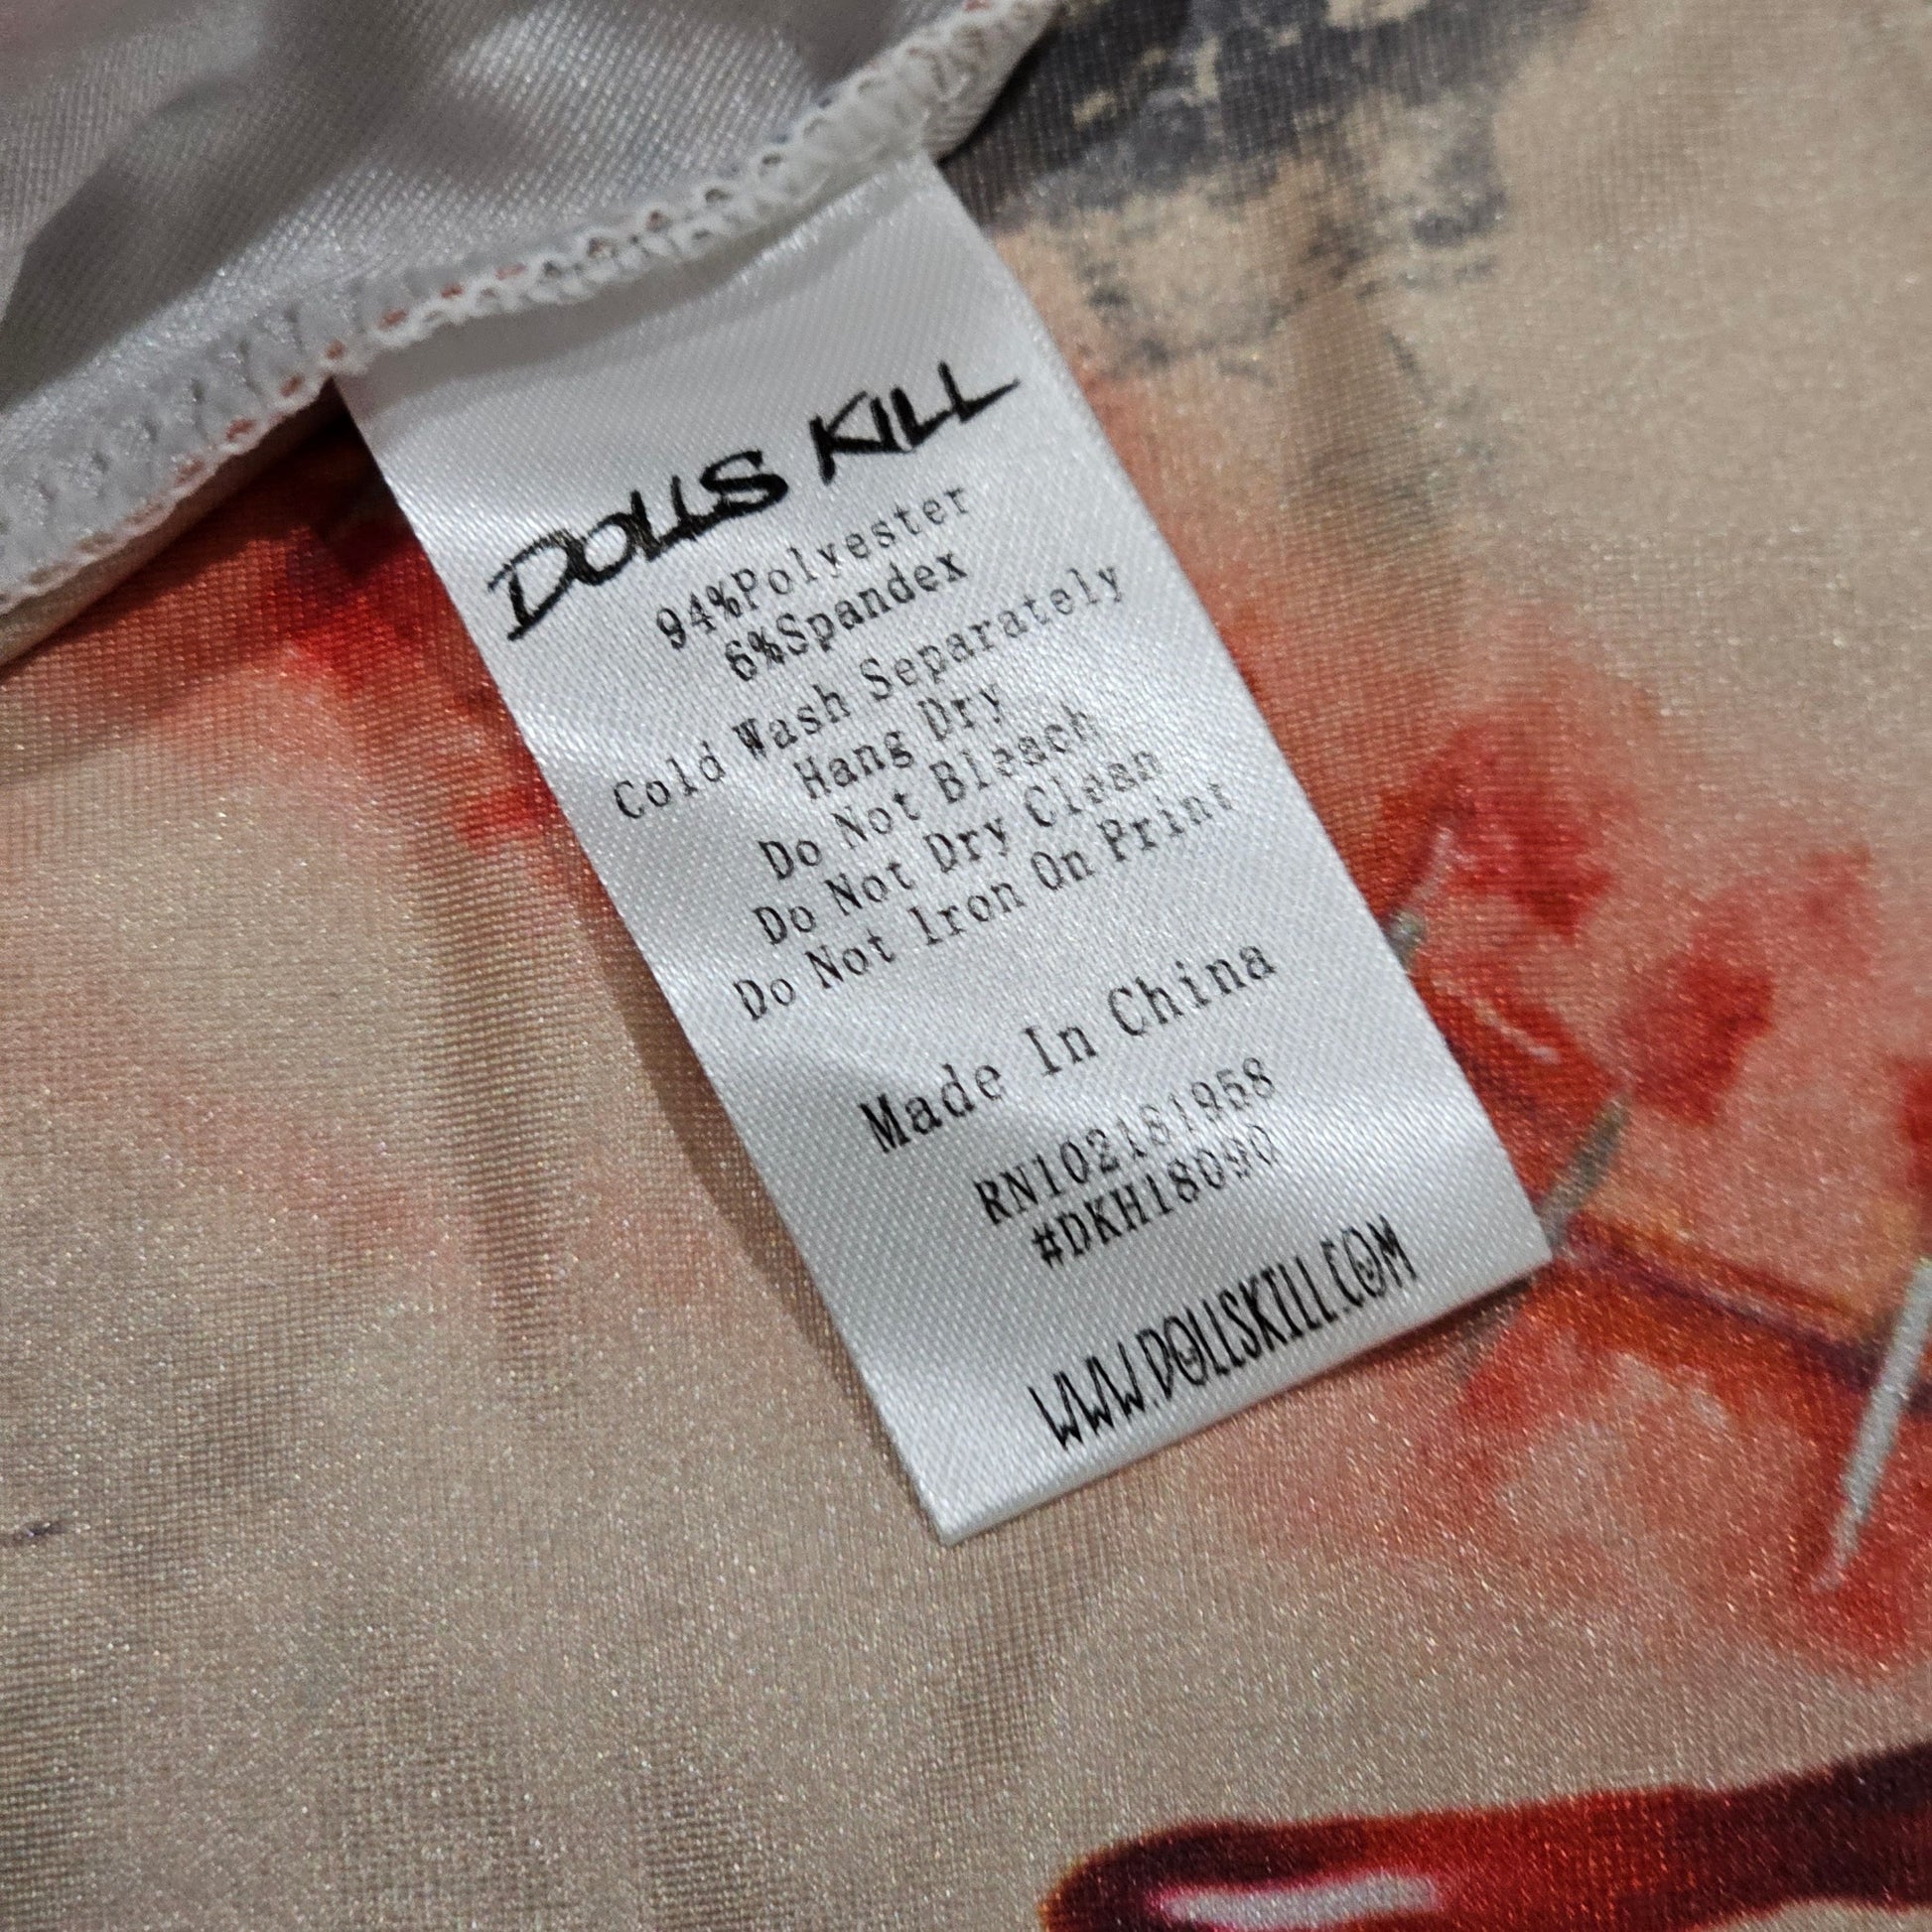 DOLLS KILL
94%Polyester
6%Spandex
Cold Wash Separately
Hang Dry
Do Not Bleach
Do Not Dry Clean
Do Not Iron On Print
Made In China
RN102181958
#DKH18090
WWW.DOLLSKILL.COM